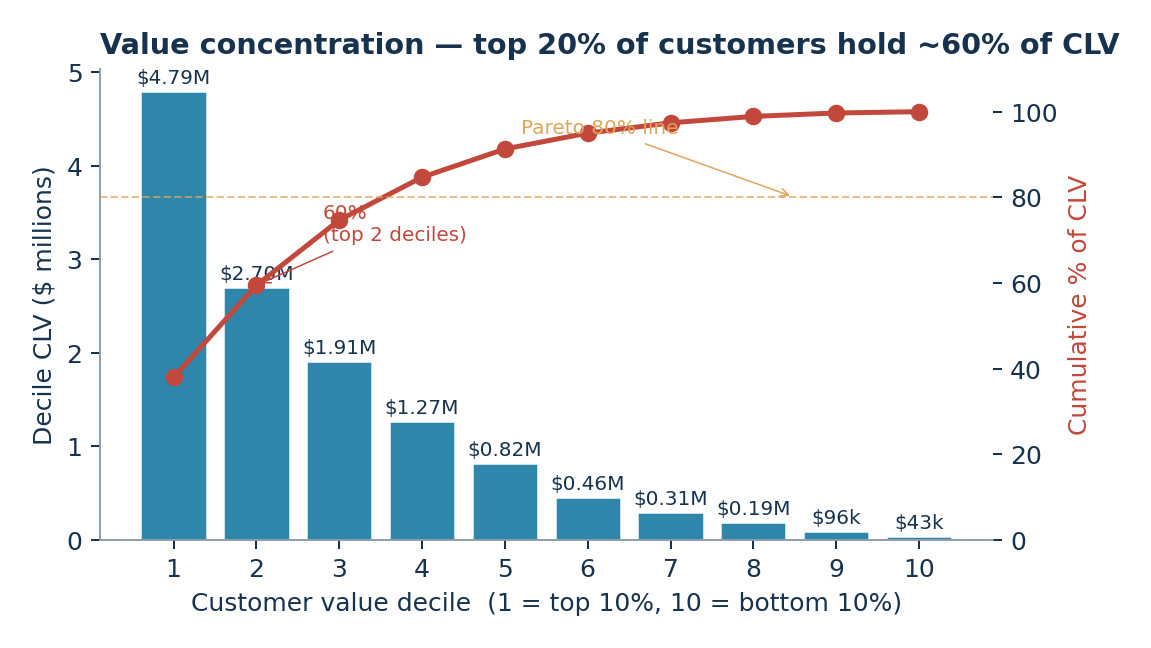 Value concentration — top 20% of customers hold ~60% of CLV
Decile CLV ($ millions)
5
4
3
2
1
0
$4.79M
$2.70M
$1.91M
$1.27M
$0.82M
$0.46M
$0.31M
$0.19M
$96k
$43k
60%
(top 2 deciles)
Pareto 80% line
100
80
60
40
20
0
Cumulative % of CLV
1 2 3 4 5 6 7 8 9 10
Customer value decile (1 = top 10%, 10 = bottom 10%)